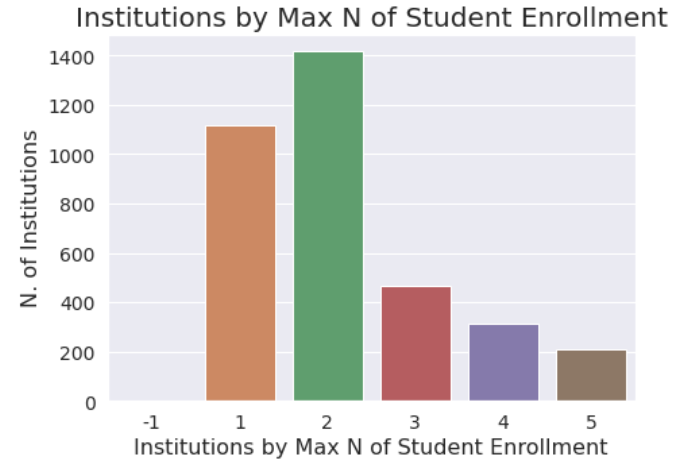 Institutions by Max N of Student Enrollment
N. of Institutions
1400
1200
1000
800
600
400
200
0
-1 1 2 3 4 5
Institutions by Max N of Student Enrollment